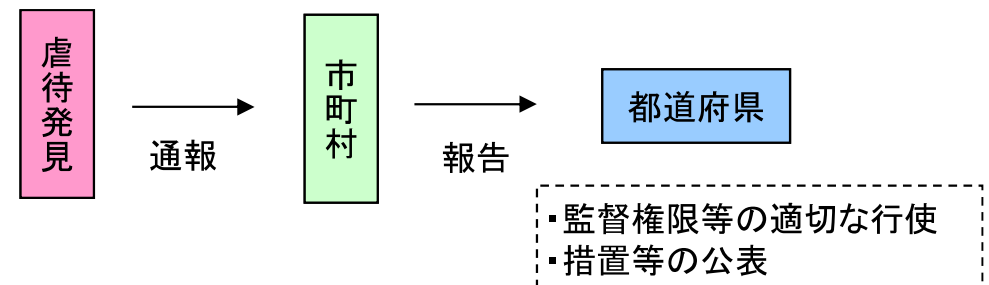 虐待発見
通報
市町村
報告
都道府県
・監督権限等の適切な行使
・措置等の公表